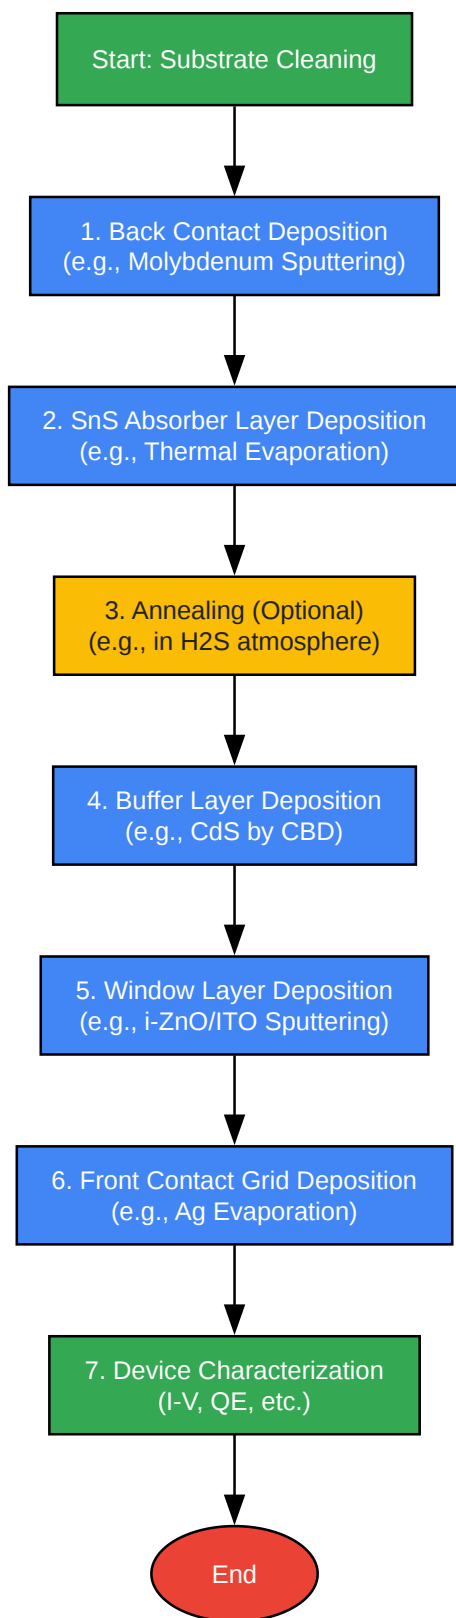 Start: Substrate Cleaning
1. Back Contact Deposition
(e.g., Molybdenum Sputtering)
2. SnS Absorber Layer Deposition
(e.g., Thermal Evaporation)
3. Annealing (Optional)
(e.g., in H2S atmosphere)
4. Buffer Layer Deposition
(e.g., CdS by CBD)
5. Window Layer Deposition
(e.g., i-ZnO/ITO Sputtering)
6. Front Contact Grid Deposition
(e.g., Ag Evaporation)
7. Device Characterization
(I-V, QE, etc.)
End